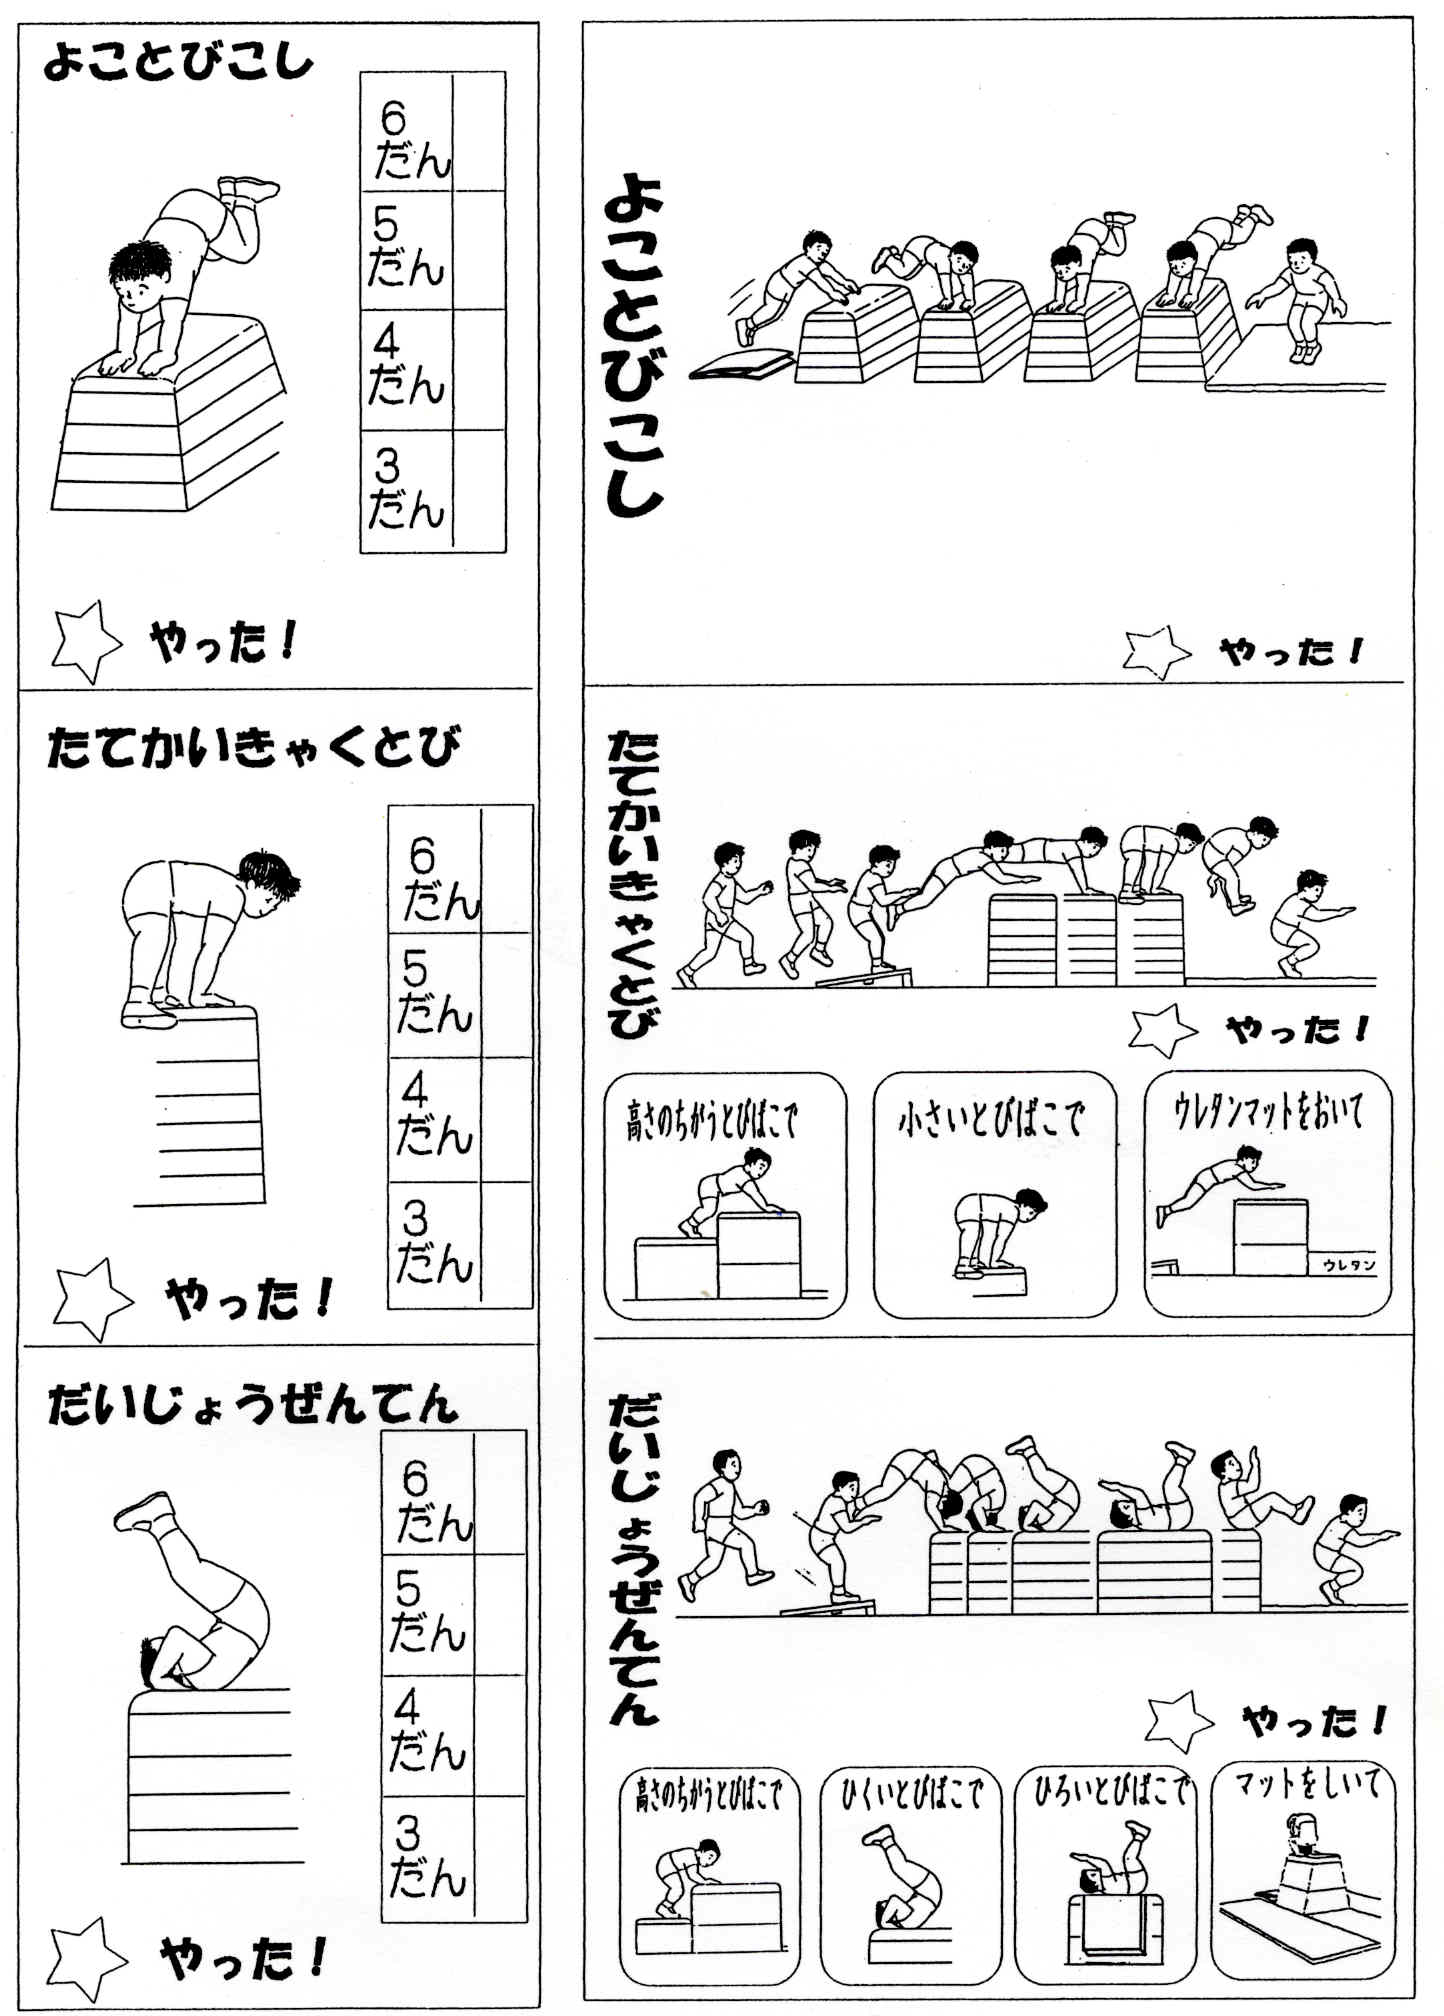 よことびこし
6
だん
5
だん
4
だん
3
だん
やった!
たてかいきゃくとび
6
だん
5
だん
4
だん
3
だん
やった!
だいじょうぜんてん
6
だん
5
だん
4
だん
3
だん
やった!
よことびこし
やった!
たてかいきゃくとび
やった!
高さのちがうとびばこで
小さいとびばこで
ウレタンマットをおいて
ウレタン
だいじょうぜんてん
やった!
高さのちがうとびばこで
ひくいとびばこで
ひろいとびばこで
マットをしいて